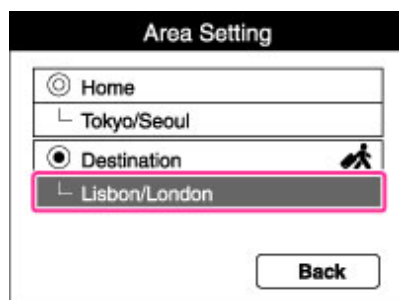 Area Setting
Home
Tokyo/Seoul
Destination
Lisbon/London
Back